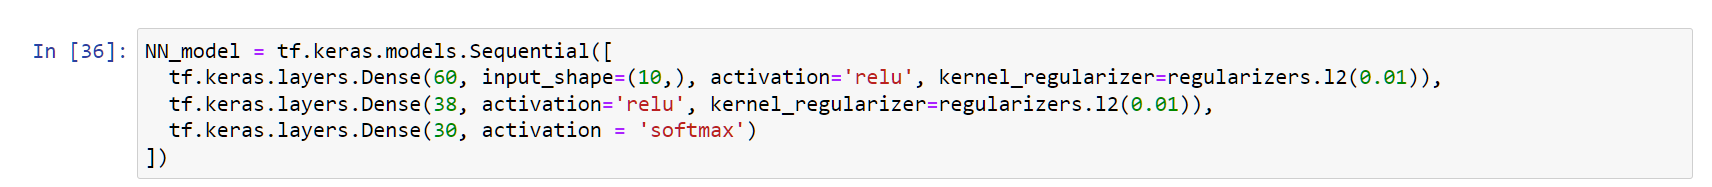 In [36]: NN_model = tf.keras.models.Sequential([
tf.keras.layers.Dense(60, input_shape=(10,), activation='relu', kernel_regularizer=regularizers.l2(0.01)),
tf.keras.layers.Dense(38, activation='relu', kernel_regularizer=regularizers.l2(0.01)),
tf.keras.layers.Dense(30, activation = 'softmax')
])